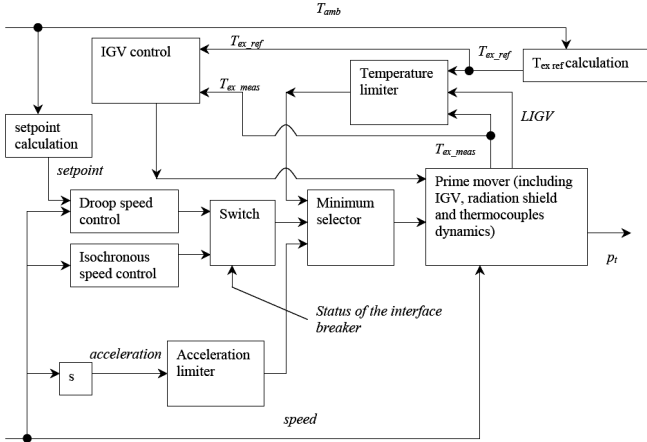 T_amb
IGV control
T_ex_ref
T_ex_ref
T_ex ref calculation
Temperature
limiter
T_ex_meas
LIGV
setpoint
calculation
T_ex_meas
setpoint
Prime mover (including
IGV, radiation shield
and thermocouples
dynamics)
Droop speed
control
Switch
Minimum
selector
p_t
Isochronous
speed control
Status of the interface
breaker
acceleration
Acceleration
limiter
s
speed